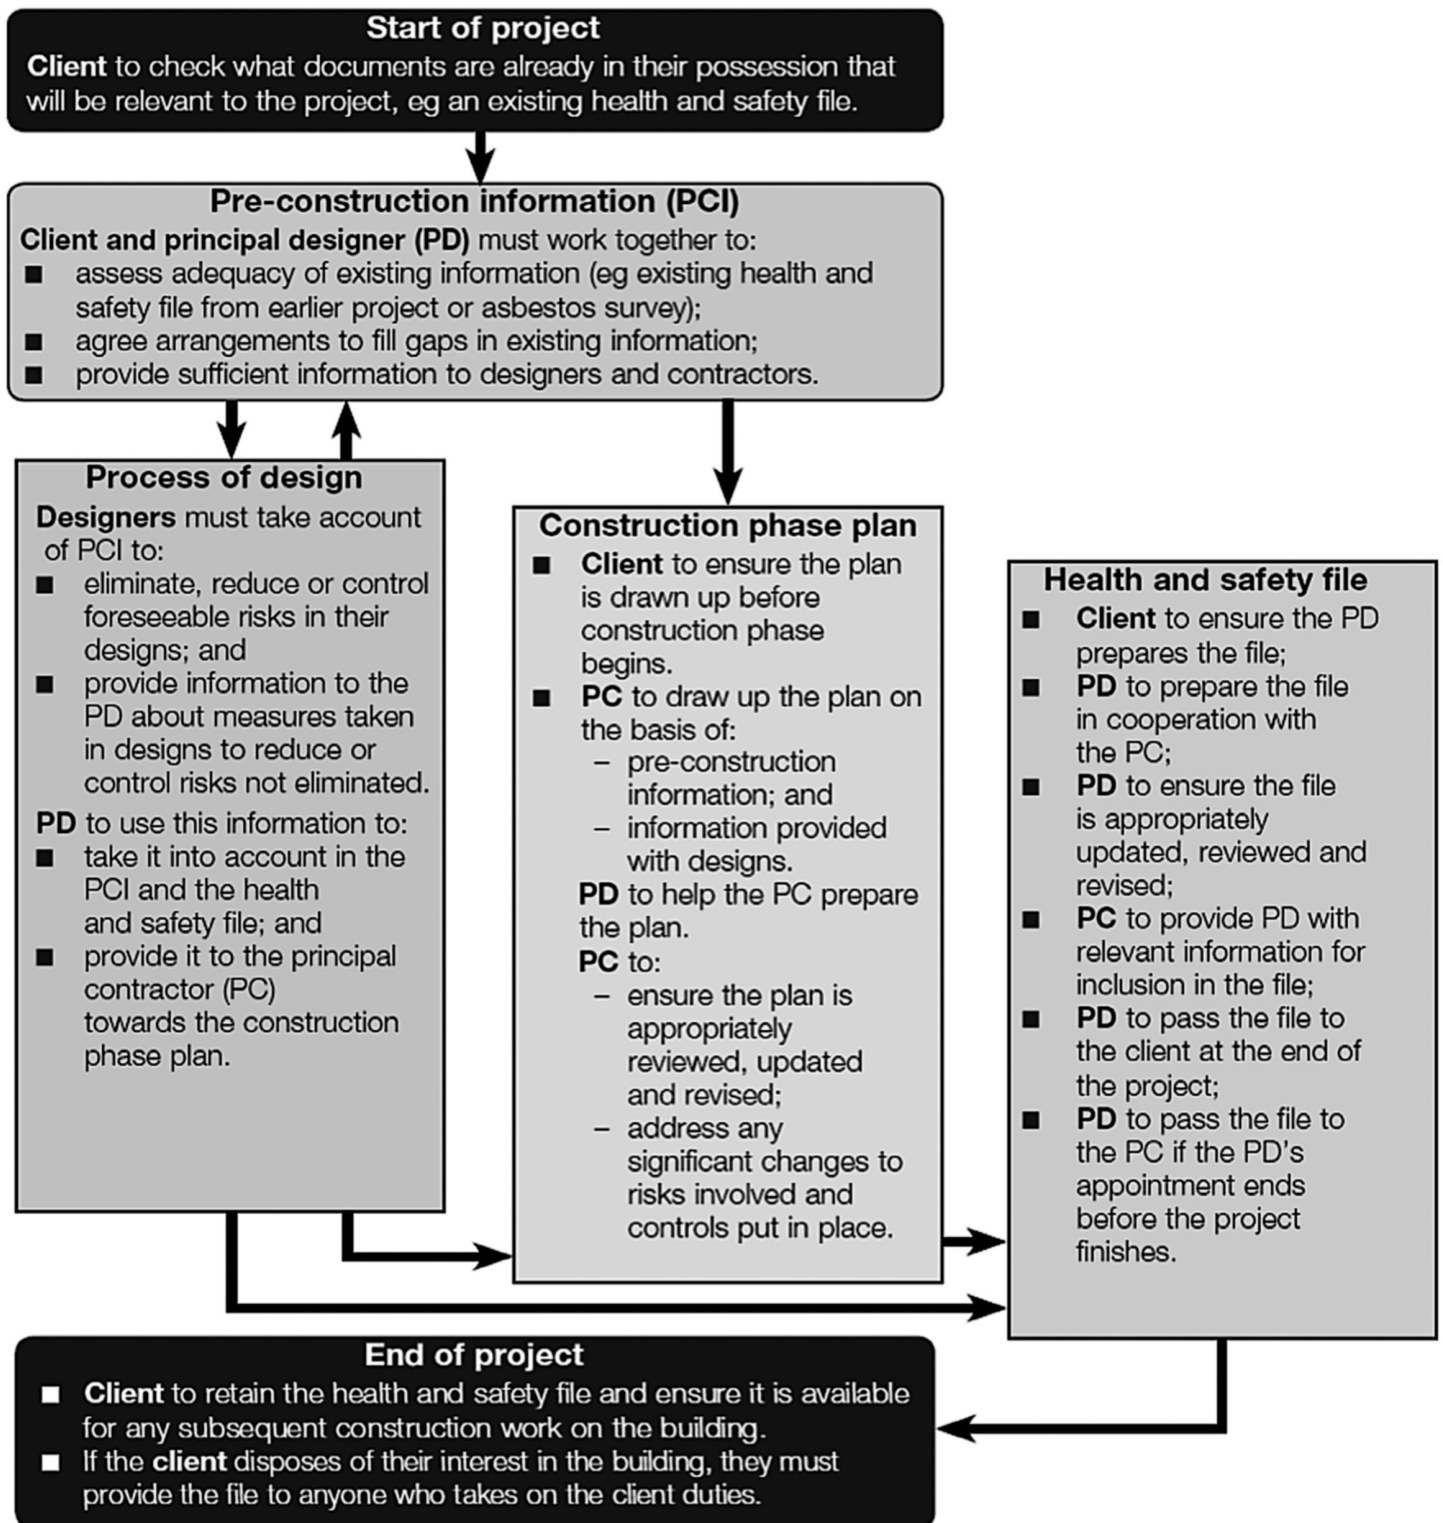 Start of project
Client to check what documents are already in their possession that
will be relevant to the project, eg an existing health and safety file.
Pre-construction information (PCI)
Client and principal designer (PD) must work together to:
■ assess adequacy of existing information (eg existing health and
safety file from earlier project or asbestos survey);
■ agree arrangements to fill gaps in existing information;
■ provide sufficient information to designers and contractors.
Process of design
Designers must take account
of PCI to:
■ eliminate, reduce or control
foreseeable risks in their
designs; and
■ provide information to the
PD about measures taken
in designs to reduce or
control risks not eliminated.
PD to use this information to:
■ take it into account in the
PCI and the health
and safety file; and
■ provide it to the principal
contractor (PC)
towards the construction
phase plan.
Construction phase plan
■ Client to ensure the plan
is drawn up before
construction phase
begins.
■ PC to draw up the plan on
the basis of:
– pre-construction
information; and
– information provided
with designs.
PD to help the PC prepare
the plan.
PC to:
– ensure the plan is
appropriately
reviewed, updated
and revised;
– address any
significant changes to
risks involved and
controls put in place.
Health and safety file
■ Client to ensure the PD
prepares the file;
■ PD to prepare the file
in cooperation with
the PC;
■ PD to ensure the file
is appropriately
updated, reviewed and
revised;
■ PC to provide PD with
relevant information for
inclusion in the file;
■ PD to pass the file to
the client at the end of
the project;
■ PD to pass the file to
the PC if the PD's
appointment ends
before the project
finishes.
End of project
■ Client to retain the health and safety file and ensure it is available
for any subsequent construction work on the building.
■ If the client disposes of their interest in the building, they must
provide the file to anyone who takes on the client duties.